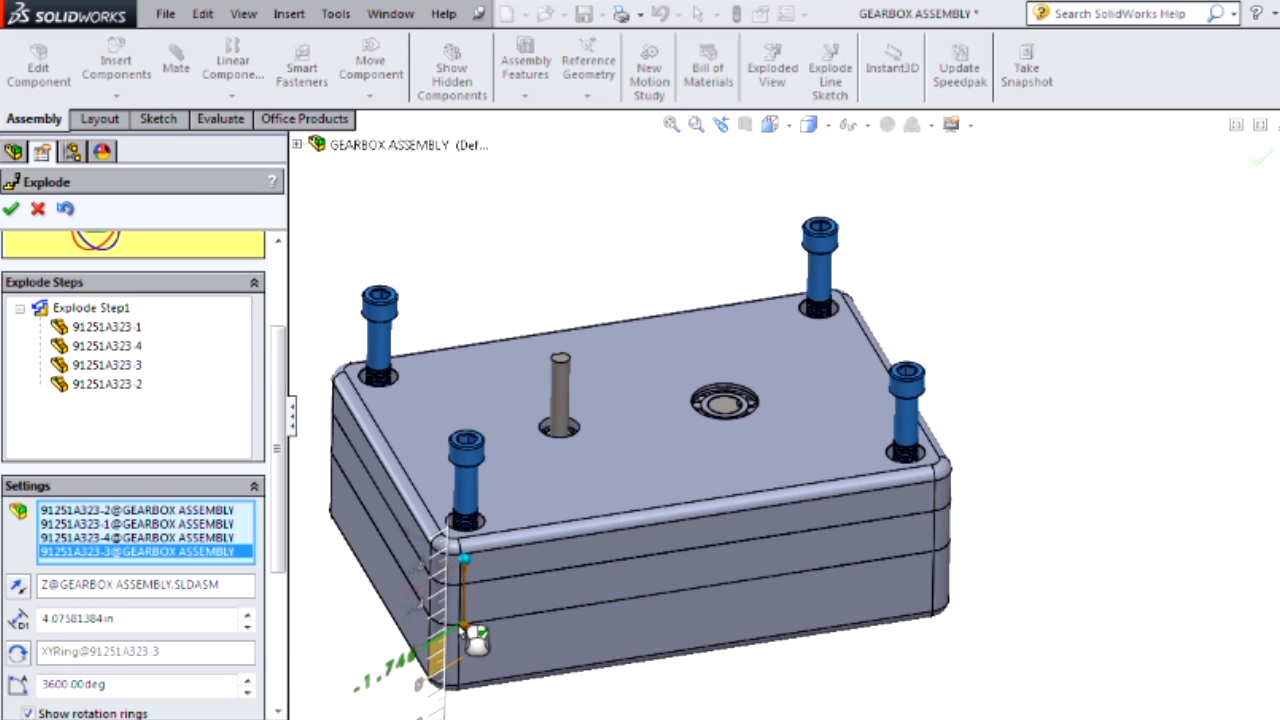 SOLIDWORKS File Edit View Insert Tools Window Help GEARBOX ASSEMBLY * Search SolidWorks Help ?
Edit Component
Insert Components
Mate
Linear Compone...
Smart Fasteners
Move Component
Show Hidden Components
Assembly Features
Reference Geometry
New Motion Study
Bill of Materials
Exploded View
Explode Line Sketch
Instant3D
Update Speedpak
Take Snapshot
Assembly Layout Sketch Evaluate Office Products
GEARBOX ASSEMBLY (Def...
Explode ?
Explode Steps
Explode Step1
91251A323-1
91251A323-4
91251A323-3
91251A323-2
Settings
91251A323-2@GEARBOX ASSEMBLY
91251A323-1@GEARBOX ASSEMBLY
91251A323-4@GEARBOX ASSEMBLY
91251A323-3@GEARBOX ASSEMBLY
Z@GEARBOX ASSEMBLY.SLDASM
D1 4.07581384in
XYRing@91251A323-3
3600.00deg
Show rotation rings
0